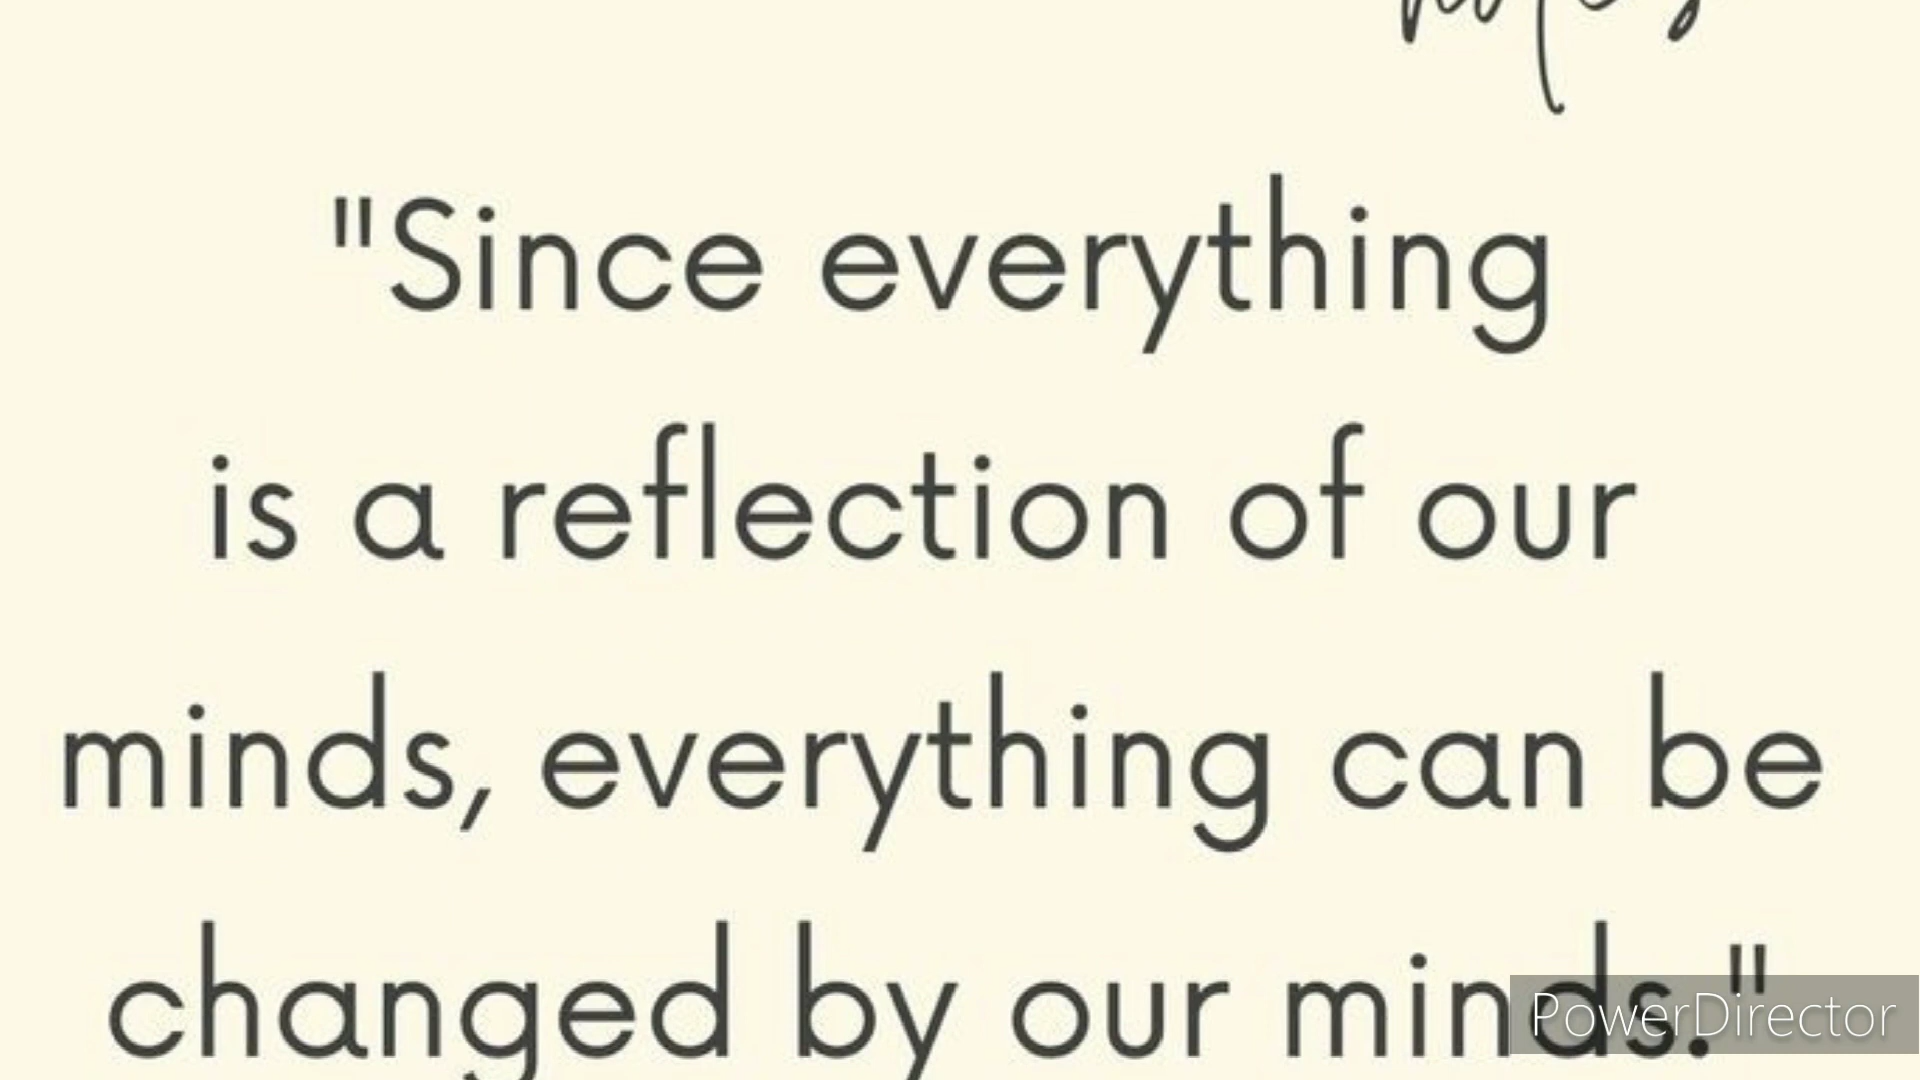 "Since everything
is a reflection of our
minds, everything can be
changed by our minds."
PowerDirector